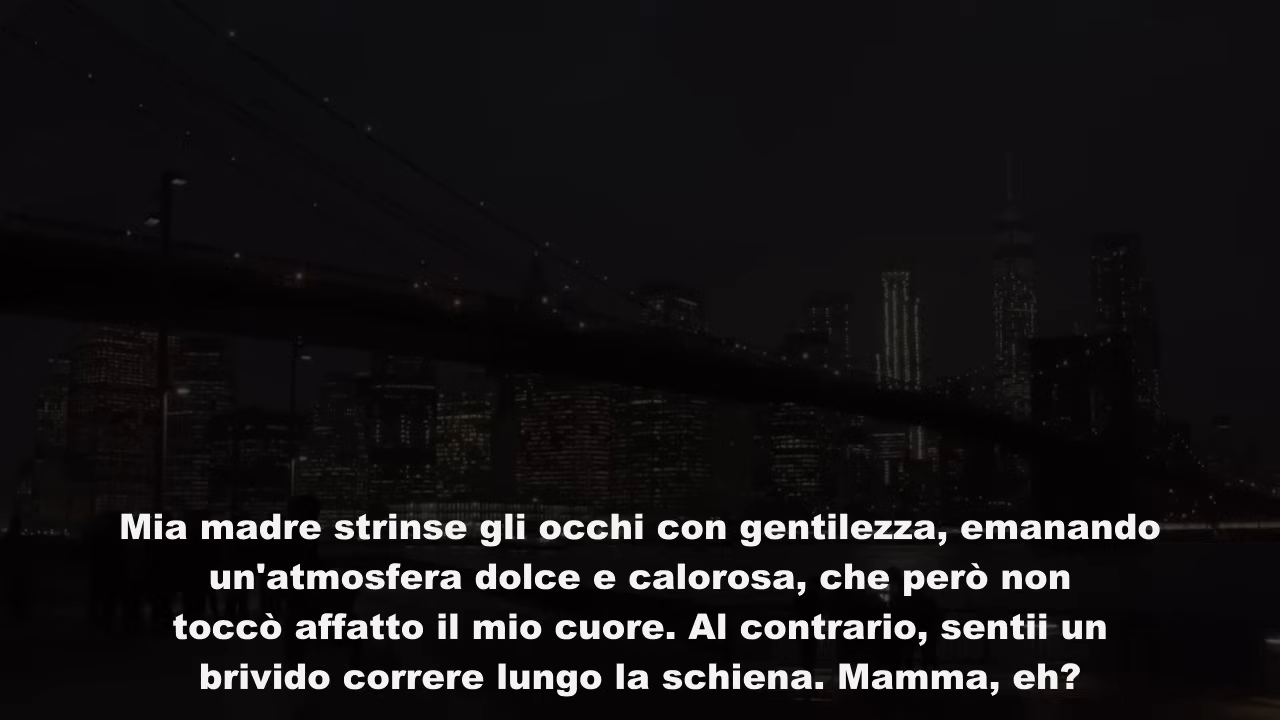 Mia madre strinse gli occhi con gentilezza, emanando
un'atmosfera dolce e calorosa, che però non
toccò affatto il mio cuore. Al contrario, sentii un
brivido correre lungo la schiena. Mamma, eh?